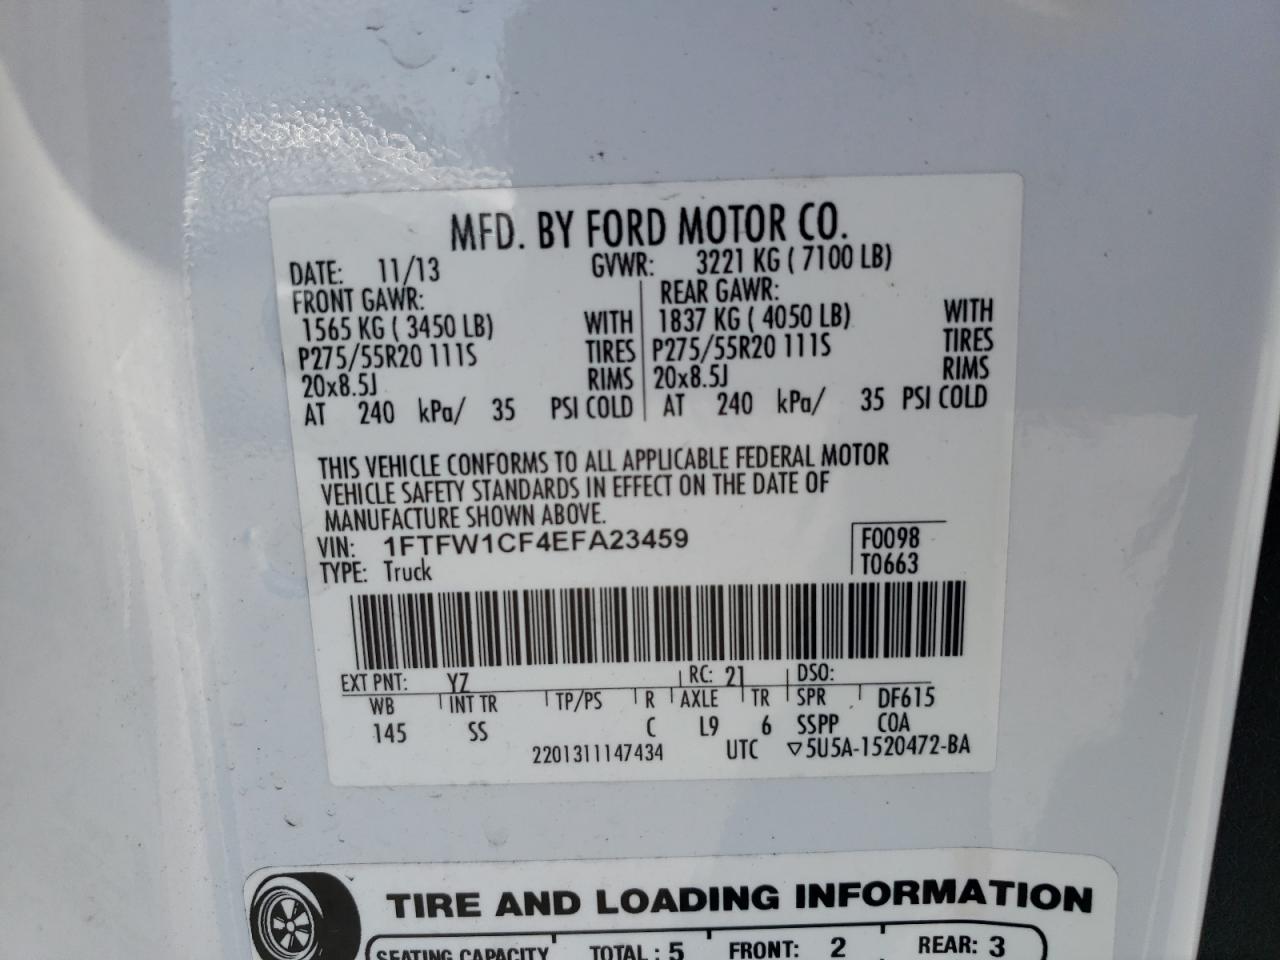 MFD. BY FORD MOTOR CO.
DATE: 11/13 GVWR: 3221 KG ( 7100 LB)
FRONT GAWR: REAR GAWR:
1565 KG ( 3450 LB) WITH 1837 KG ( 4050 LB) WITH
P275/55R20 111S TIRES P275/55R20 111S TIRES
20x8.5J RIMS 20x8.5J RIMS
AT 240 kPa/ 35 PSI COLD AT 240 kPa/ 35 PSI COLD
THIS VEHICLE CONFORMS TO ALL APPLICABLE FEDERAL MOTOR
VEHICLE SAFETY STANDARDS IN EFFECT ON THE DATE OF
MANUFACTURE SHOWN ABOVE.
VIN: 1FTFW1CF4EFA23459 F0098
TYPE: Truck T0663
EXT PNT: YZ RC: 21 DSO:
WB INT TR TP/PS R AXLE TR SPR DF615
145 SS C L9 6 SSPP COA
2201311147434 UTC ▽5U5A-1520472-BA
TIRE AND LOADING INFORMATION
SEATING CAPACITY TOTAL : 5 FRONT: 2 REAR: 3